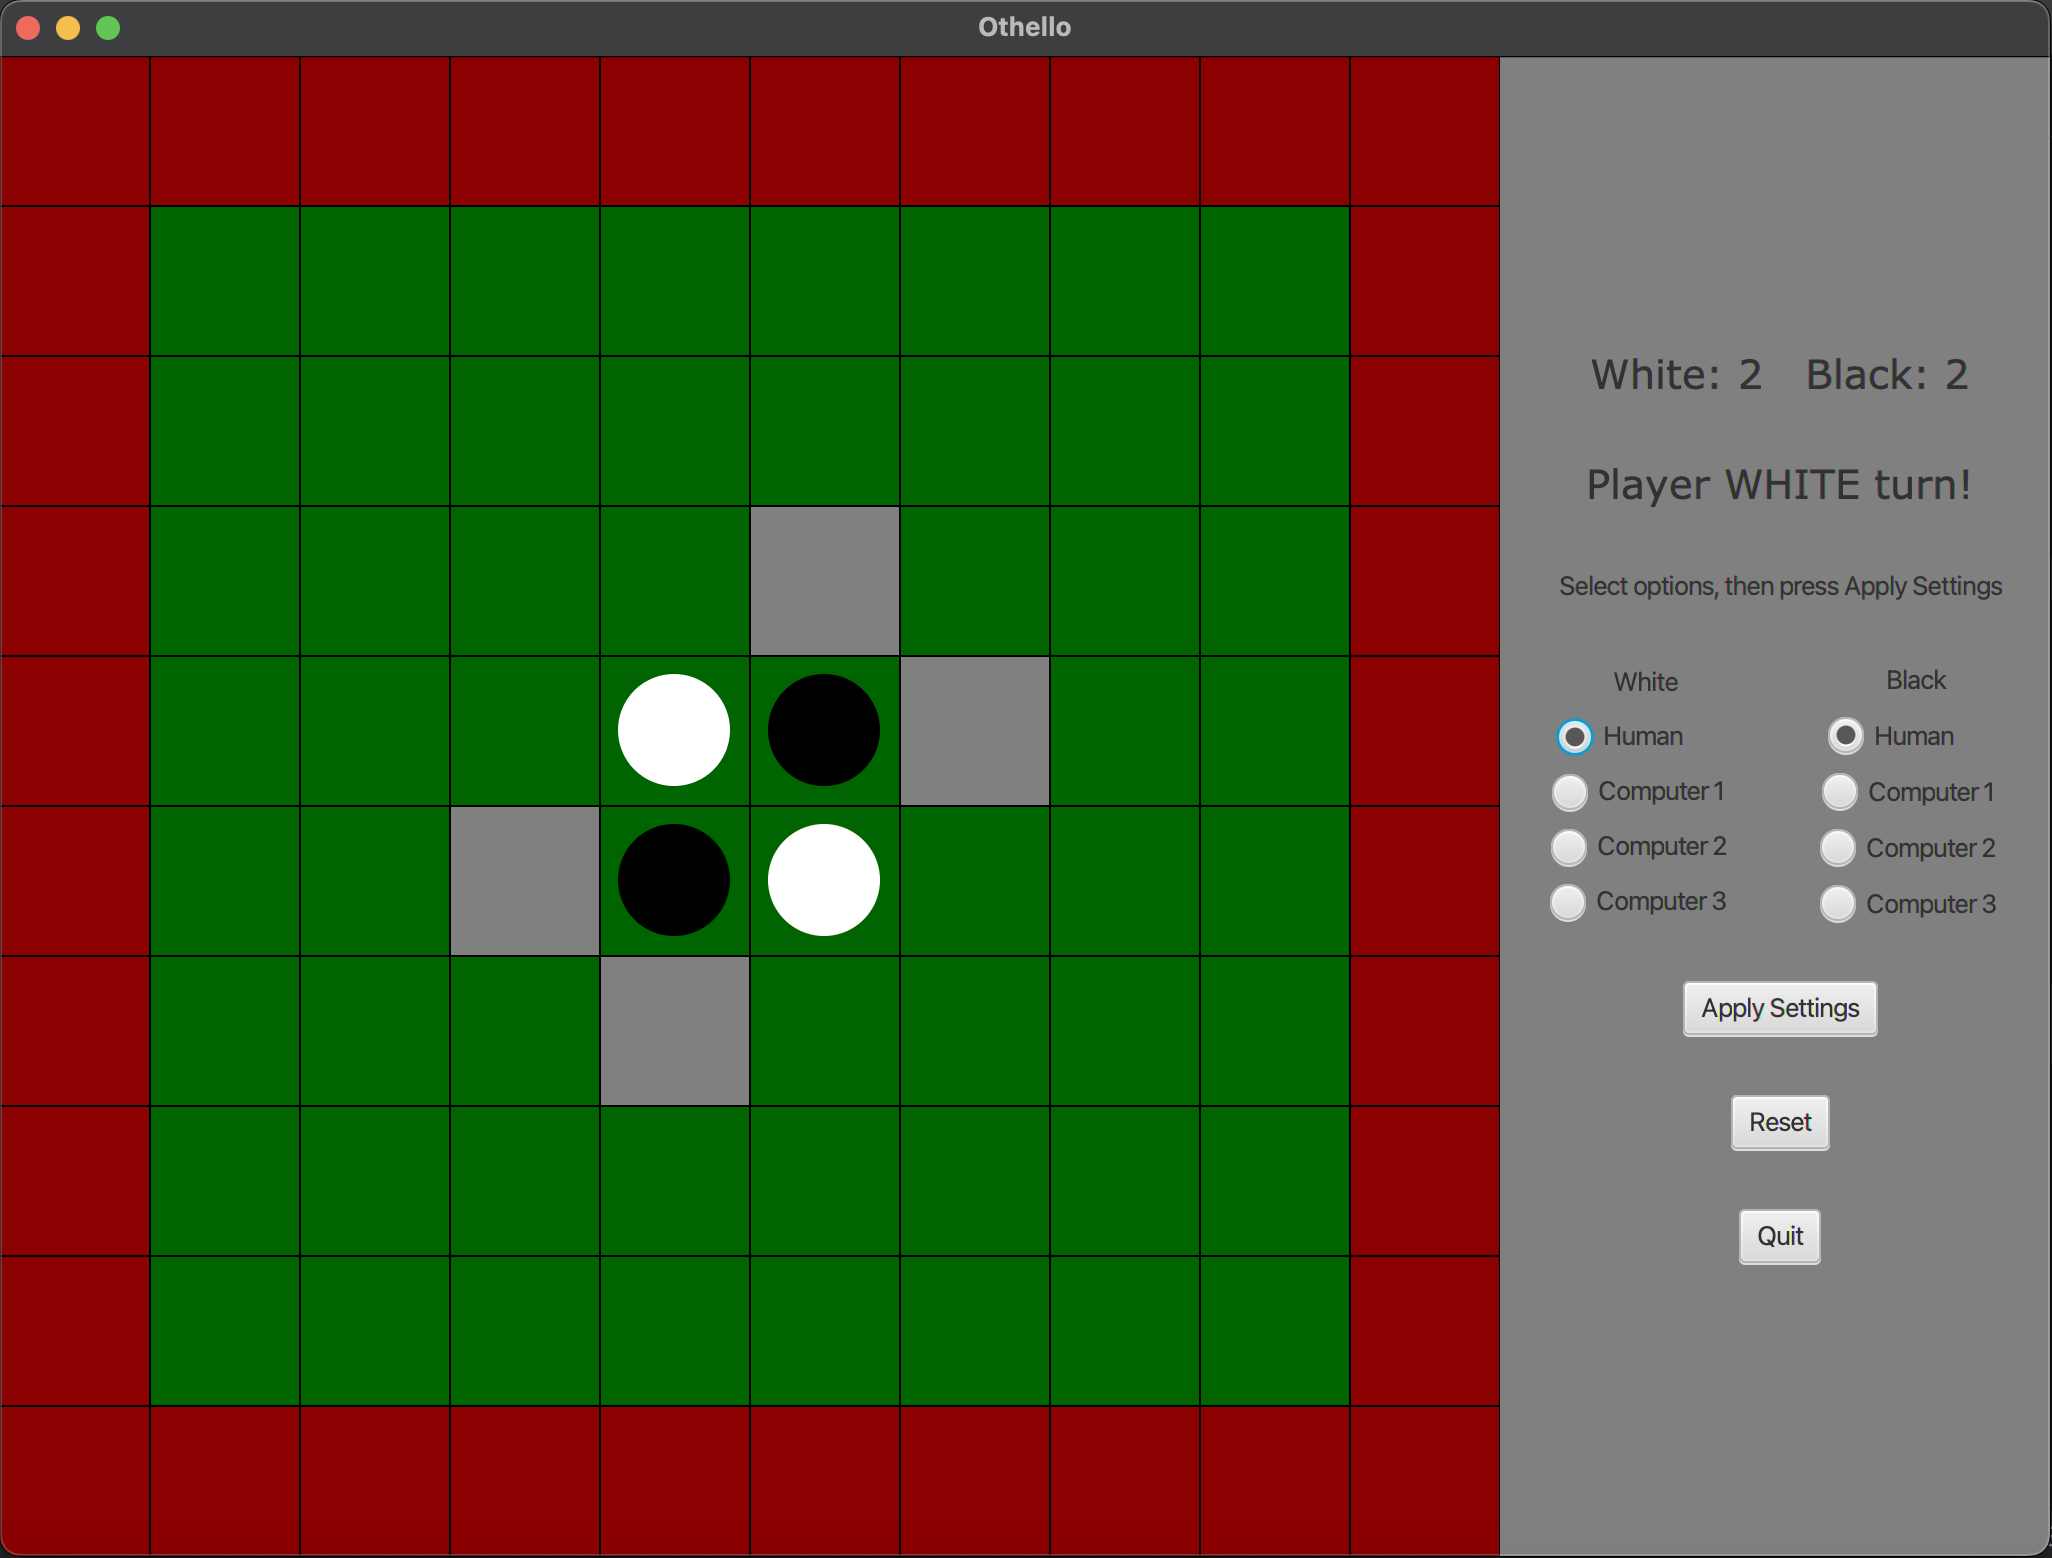 Othello
White: 2 Black: 2
Player WHITE turn!
Select options, then press Apply Settings
White Black
Human Human
Computer 1 Computer 1
Computer 2 Computer 2
Computer 3 Computer 3
Apply Settings
Reset
Quit